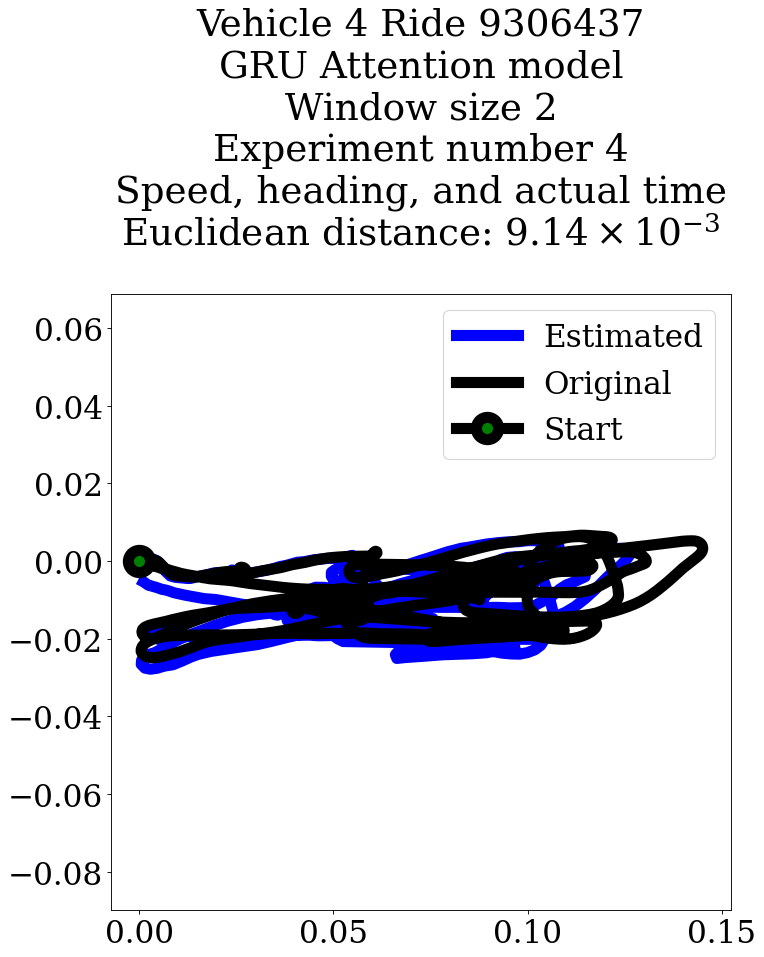 Vehicle 4 Ride 9306437
GRU Attention model
Window size 2
Experiment number 4
Speed, heading, and actual time
Euclidean distance: 9.14 × 10⁻³
Estimated
Original
Start
0.06
0.04
0.02
0.00
−0.02
−0.04
−0.06
−0.08
0.00 0.05 0.10 0.15